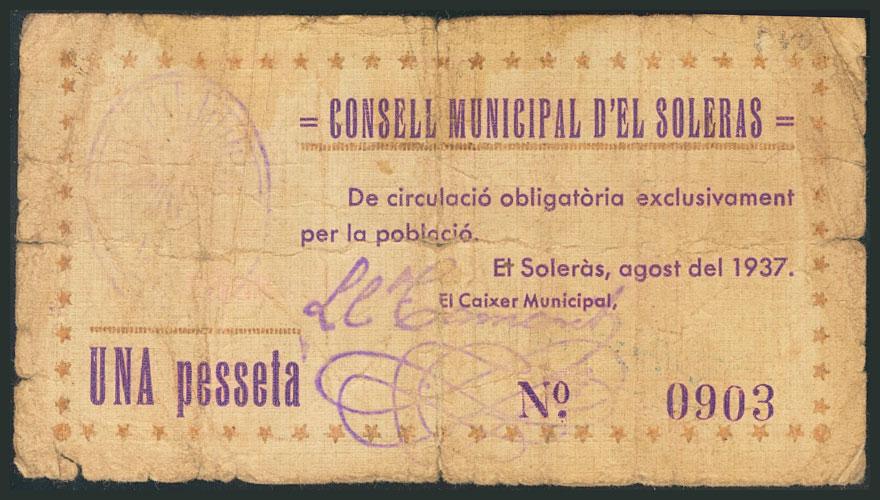 = CONSELL MUNICIPAL D'EL SOLERAS =
De circulació obligatòria exclusivament
per la població.
El Soleràs, agost del 1937.
El Caixer Municipal,
UNA pesseta
Nº 0903